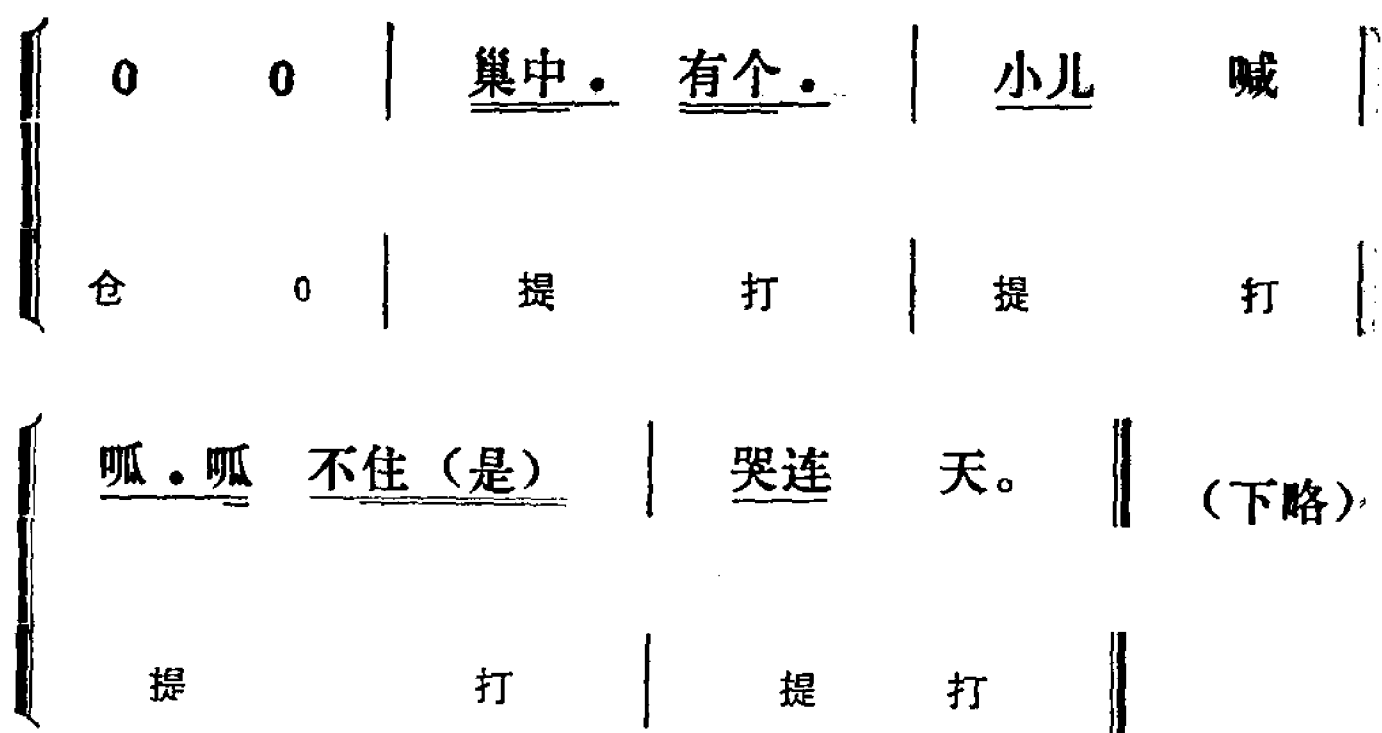 0 0 | 巢中. 有个. | 小儿 喊 |
仓 0 | 提 打 | 提 打 |
呱.呱 不住（是） | 哭连 天。 ‖ （下略）
提 打 | 提 打 ‖